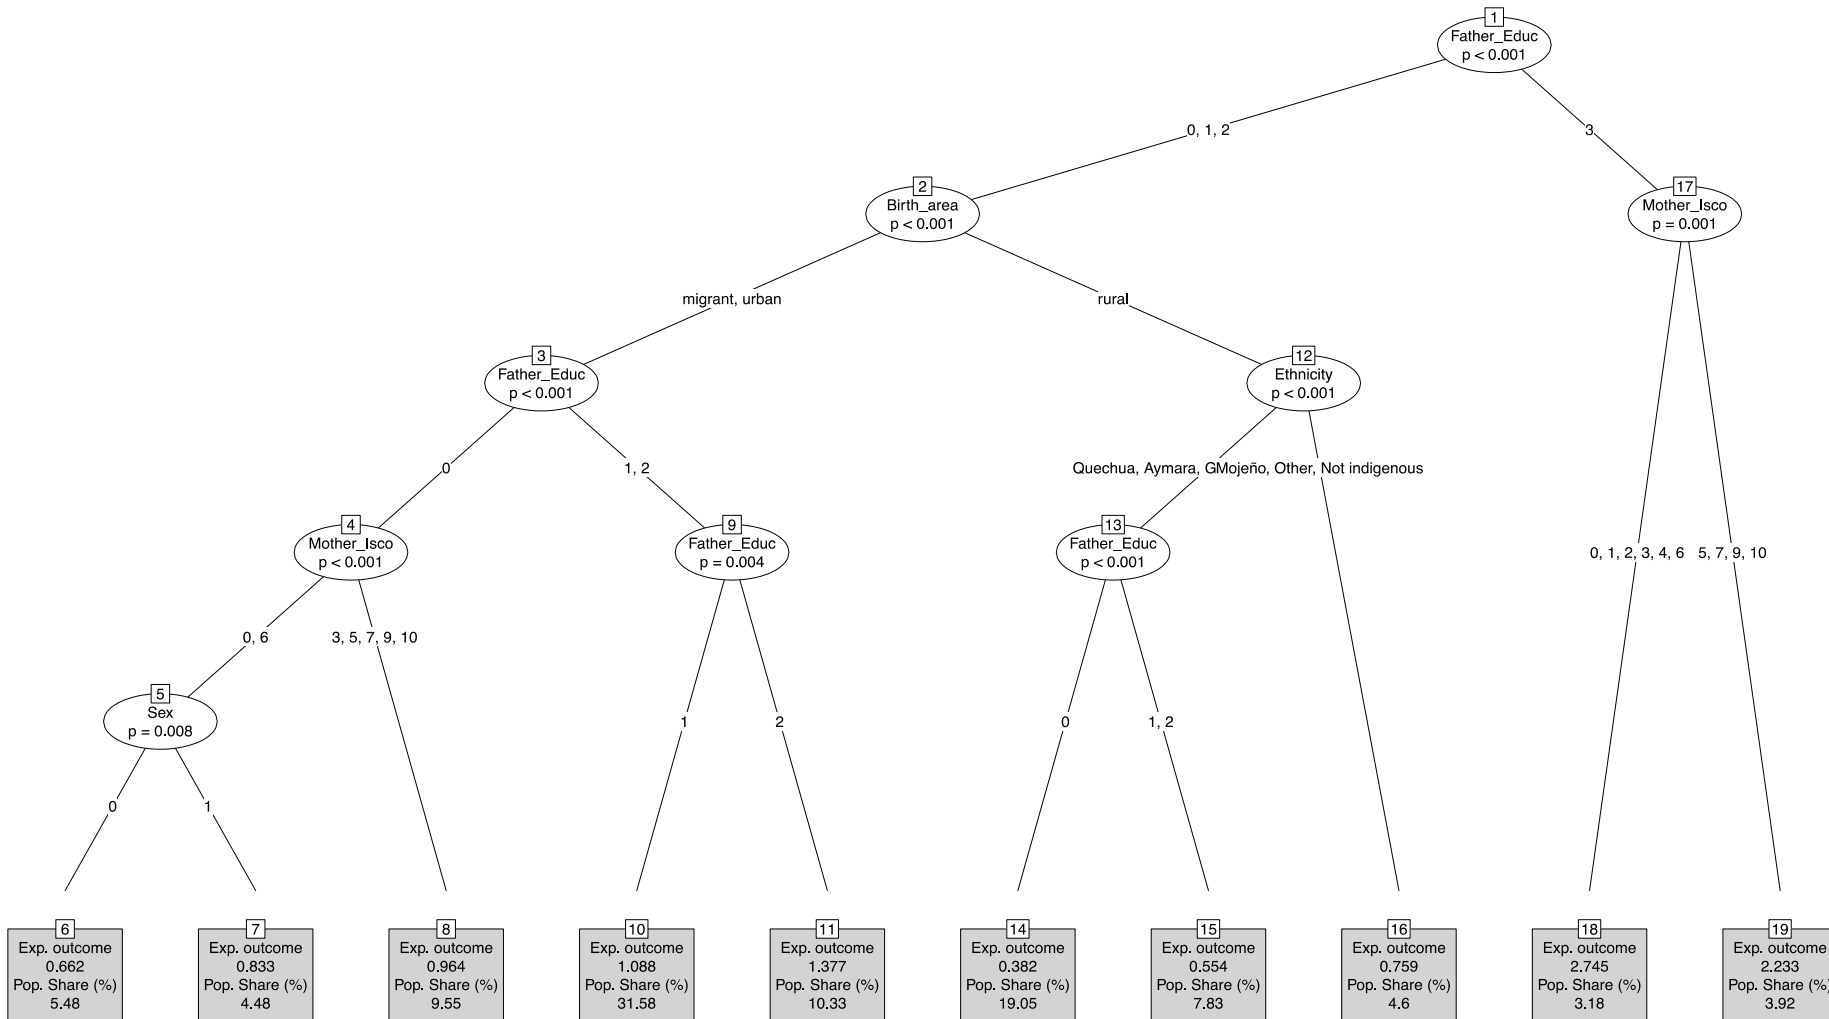 1
Father_Educ
p < 0.001
0, 1, 2
3
2
Birth_area
p < 0.001
17
Mother_Isco
p = 0.001
migrant, urban
rural
3
Father_Educ
p < 0.001
12
Ethnicity
p < 0.001
0
1, 2
Quechua, Aymara, GMojeño, Other, Not indigenous
4
Mother_Isco
p < 0.001
9
Father_Educ
p = 0.004
13
Father_Educ
p < 0.001
0, 1, 2, 3, 4, 6
5, 7, 9, 10
0, 6
3, 5, 7, 9, 10
5
Sex
p = 0.008
1
2
0
1, 2
0
1
6
Exp. outcome
0.662
Pop. Share (%)
5.48
7
Exp. outcome
0.833
Pop. Share (%)
4.48
8
Exp. outcome
0.964
Pop. Share (%)
9.55
10
Exp. outcome
1.088
Pop. Share (%)
31.58
11
Exp. outcome
1.377
Pop. Share (%)
10.33
14
Exp. outcome
0.382
Pop. Share (%)
19.05
15
Exp. outcome
0.554
Pop. Share (%)
7.83
16
Exp. outcome
0.759
Pop. Share (%)
4.6
18
Exp. outcome
2.745
Pop. Share (%)
3.18
19
Exp. outcome
2.233
Pop. Share (%)
3.92